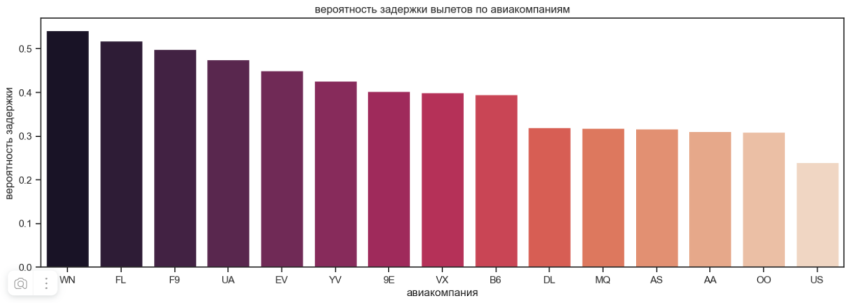 вероятность задержки вылетов по авиакомпаниям
вероятность задержки
0.5
0.4
0.3
0.2
0.1
0.0
WN FL F9 UA EV YV 9E VX B6 DL MQ AS AA OO US
авиакомпания